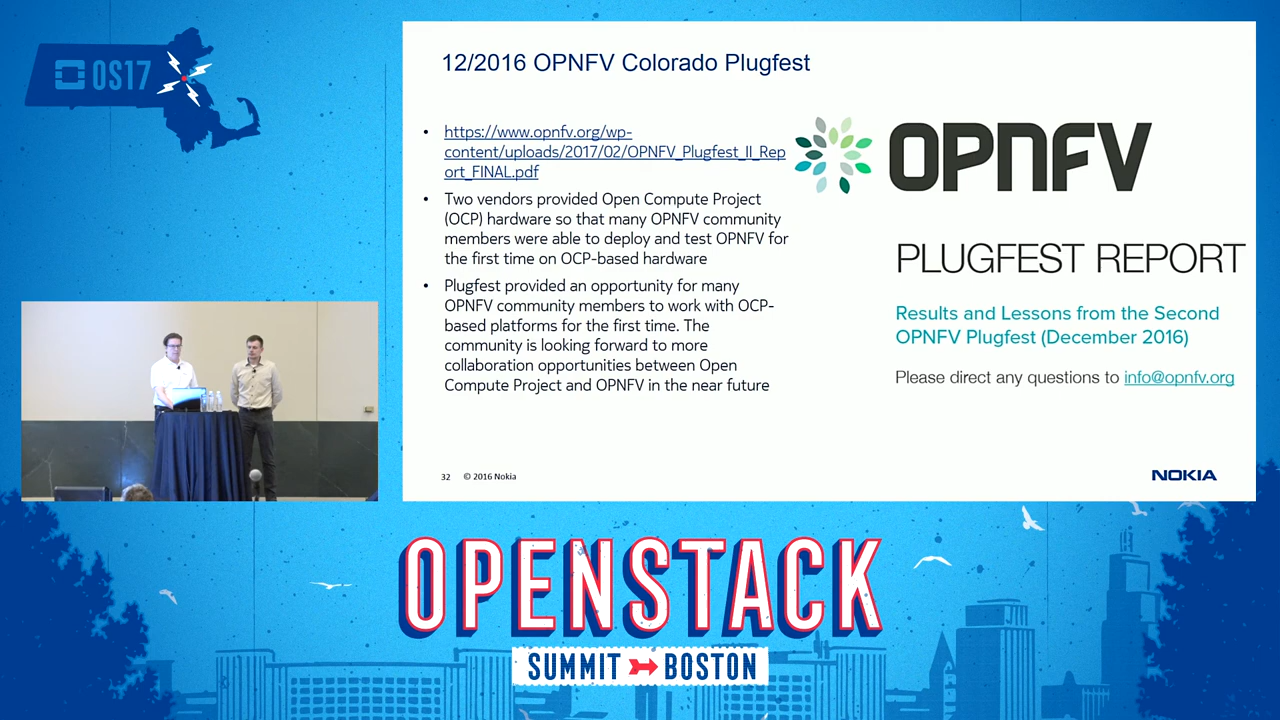 OS17
12/2016 OPNFV Colorado Plugfest
• https://www.opnfv.org/wp-
content/uploads/2017/02/OPNFV_Plugfest_II_Rep
ort_FINAL.pdf
• Two vendors provided Open Compute Project
(OCP) hardware so that many OPNFV community
members were able to deploy and test OPNFV for
the first time on OCP-based hardware
• Plugfest provided an opportunity for many
OPNFV community members to work with OCP-
based platforms for the first time. The
community is looking forward to more
collaboration opportunities between Open
Compute Project and OPNFV in the near future
OPNFV
PLUGFEST REPORT
Results and Lessons from the Second
OPNFV Plugfest (December 2016)
Please direct any questions to info@opnfv.org
32 © 2016 Nokia
NOKIA
OPENSTACK
SUMMIT BOSTON